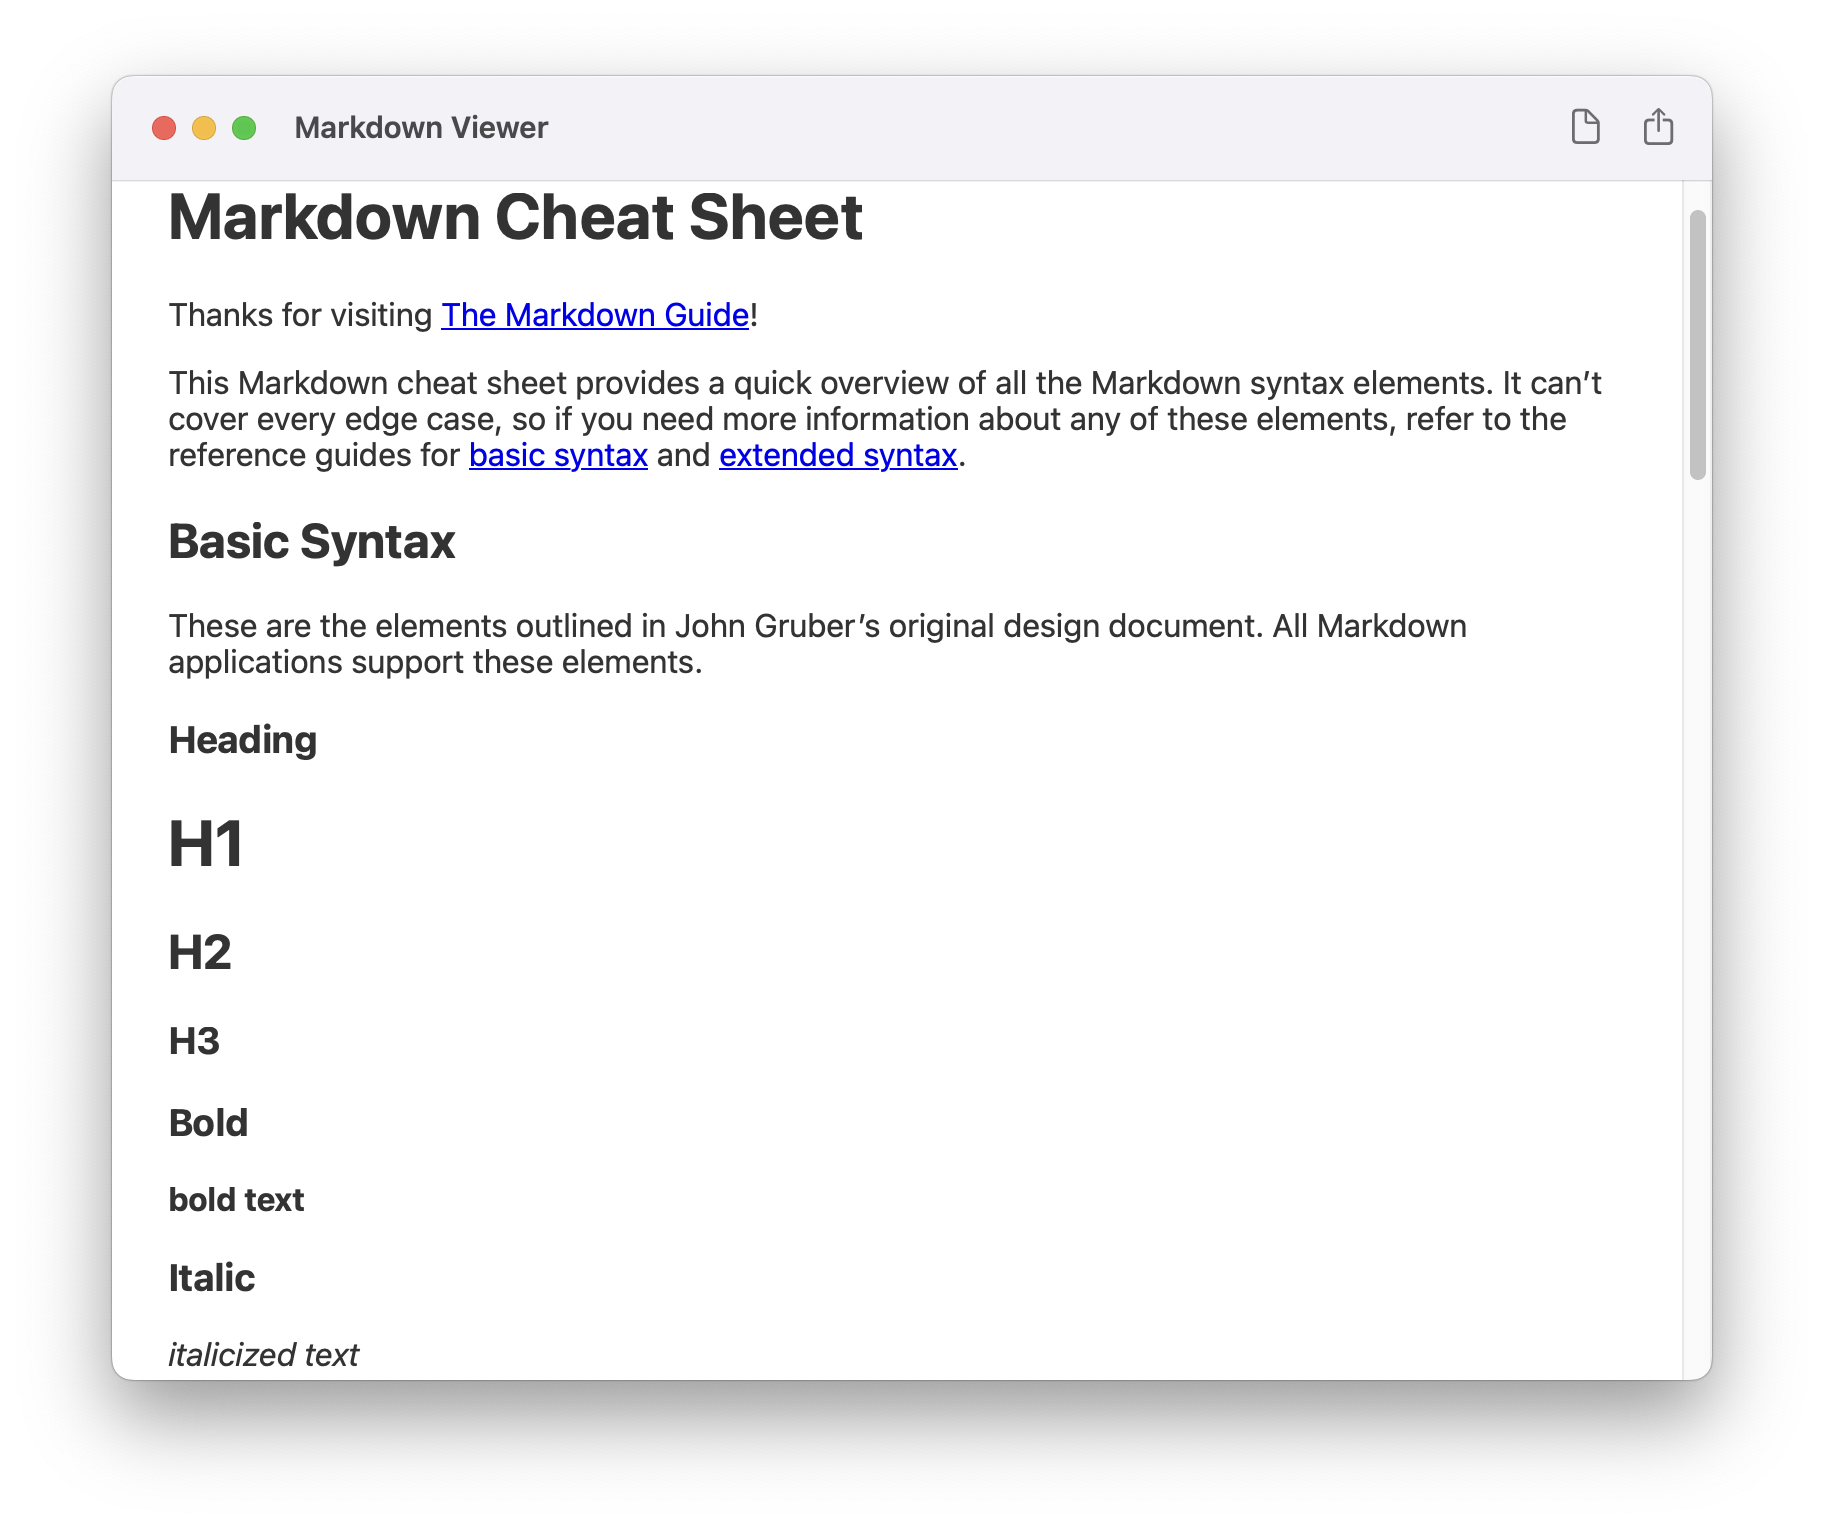 Markdown Viewer
Markdown Cheat Sheet
Thanks for visiting The Markdown Guide!
This Markdown cheat sheet provides a quick overview of all the Markdown syntax elements. It can’t
cover every edge case, so if you need more information about any of these elements, refer to the
reference guides for basic syntax and extended syntax.
Basic Syntax
These are the elements outlined in John Gruber’s original design document. All Markdown
applications support these elements.
Heading
H1
H2
H3
Bold
bold text
Italic
italicized text